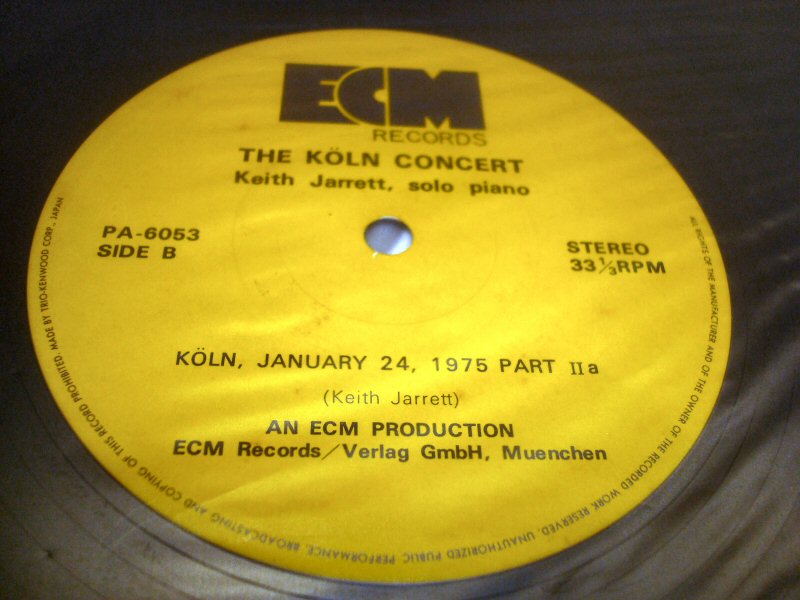 ECM
RECORDS
THE KÖLN CONCERT
Keith Jarrett, solo piano
PA-6053
SIDE B
STEREO
33⅓RPM
KÖLN, JANUARY 24, 1975 PART IIa
(Keith Jarrett)
AN ECM PRODUCTION
ECM Records/Verlag GmbH, Muenchen
ALL RIGHTS OF THE MANUFACTURER AND OF THE OWNER OF THE RECORDED WORK RESERVED. UNAUTHORIZED PUBLIC PERFORMANCE, BROADCASTING AND COPYING OF THIS RECORD PROHIBITED. MADE BY TRIO-KENWOOD CORP.-JAPAN